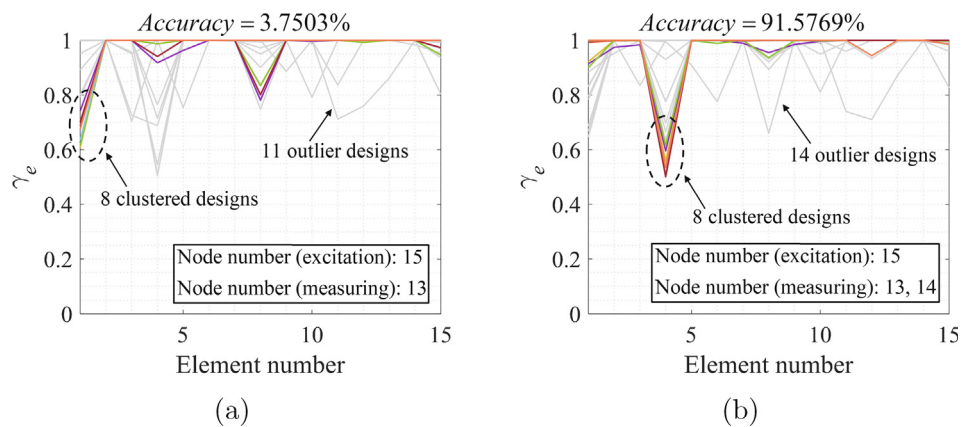 Accuracy = 3.7503%
1
0.8
0.6
0.4
0.2
0
γe
11 outlier designs
8 clustered designs
Node number (excitation): 15
Node number (measuring): 13
5
10
15
Element number
(a)
Accuracy = 91.5769%
1
0.8
0.6
0.4
0.2
0
γe
14 outlier designs
8 clustered designs
Node number (excitation): 15
Node number (measuring): 13, 14
5
10
15
Element number
(b)